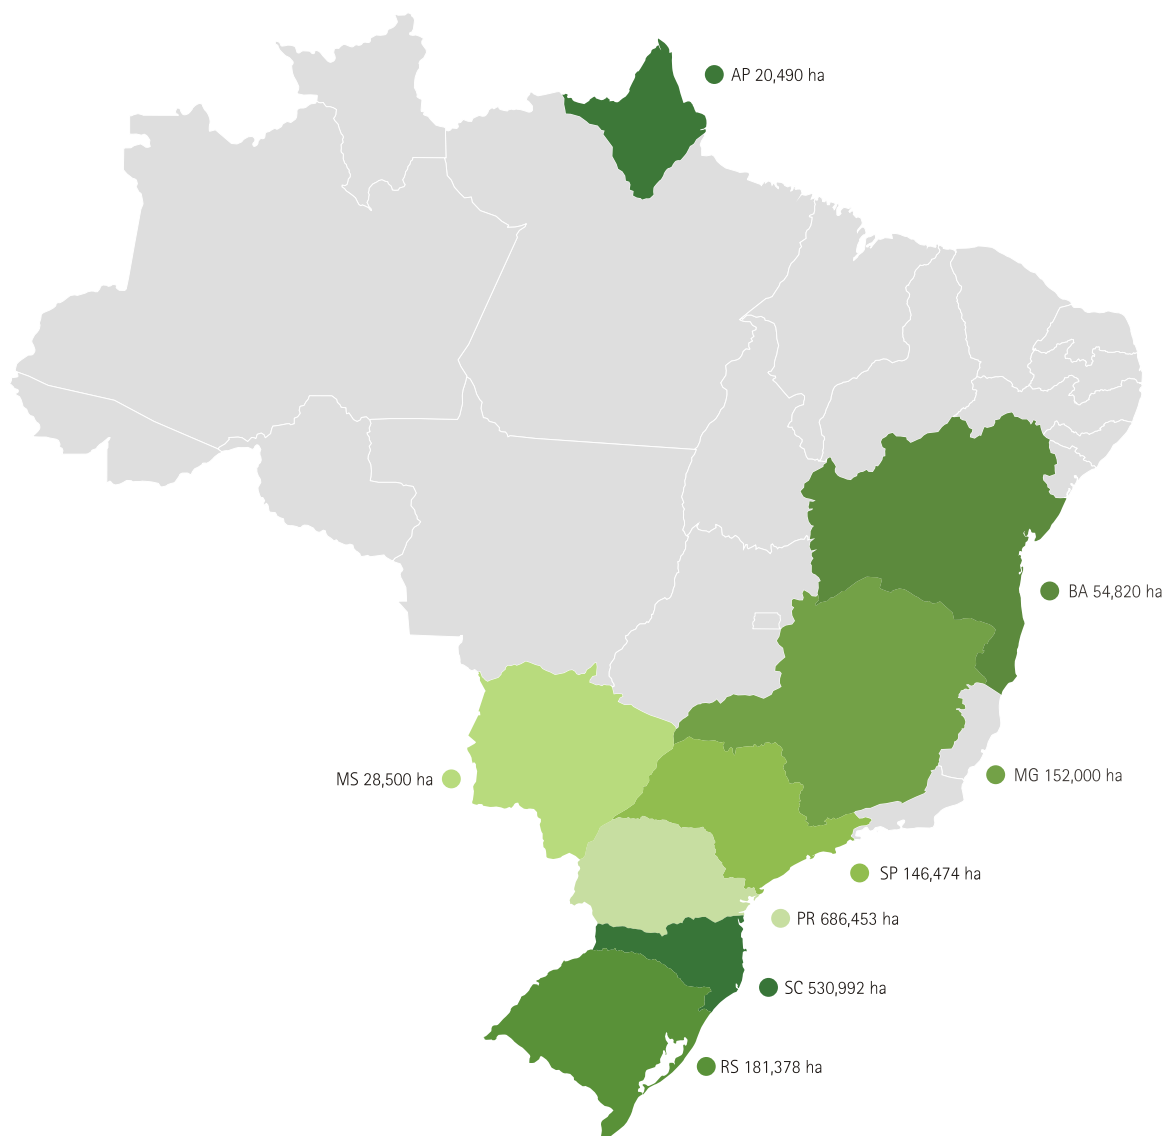 AP 20,490 ha
BA 54,820 ha
MG 152,000 ha
MS 28,500 ha
SP 146,474 ha
PR 686,453 ha
SC 530,992 ha
RS 181,378 ha